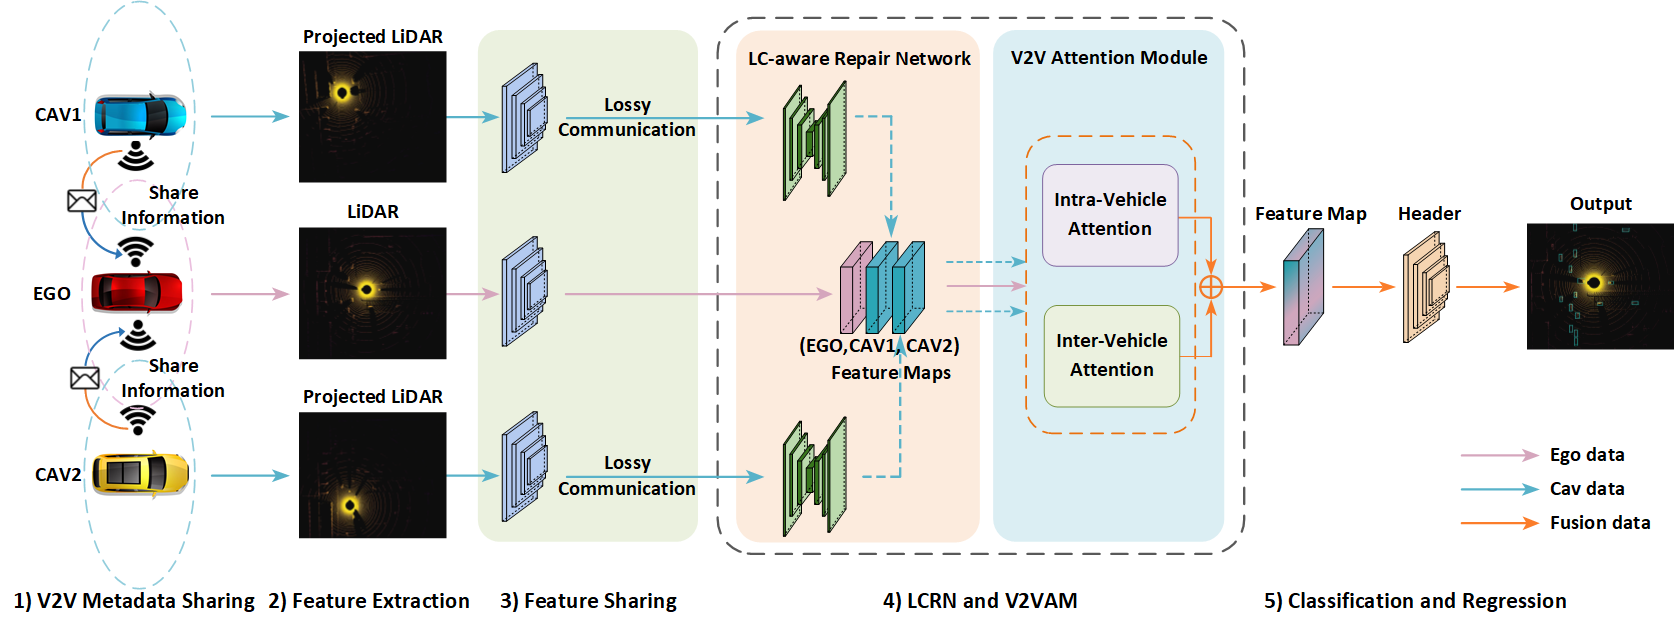 CAV1
Share
Information
EGO
Share
Information
CAV2
Projected LiDAR
LiDAR
Projected LiDAR
Lossy
Communication
Lossy
Communication
LC-aware Repair Network
(EGO,CAV1, CAV2)
Feature Maps
V2V Attention Module
Intra-Vehicle
Attention
Inter-Vehicle
Attention
Feature Map
Header
Output
Ego data
Cav data
Fusion data
1) V2V Metadata Sharing
2) Feature Extraction
3) Feature Sharing
4) LCRN and V2VAM
5) Classification and Regression